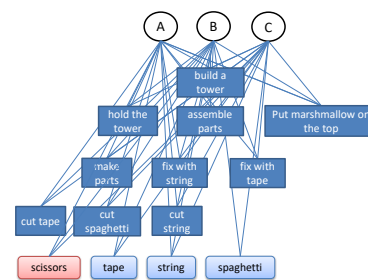 A B C
build a
tower
hold the
tower
assemble
parts
Put marshmallow on
the top
make
parts
fix with
string
fix with
tape
cut tape
cut
spaghetti
cut
string
scissors tape string spaghetti